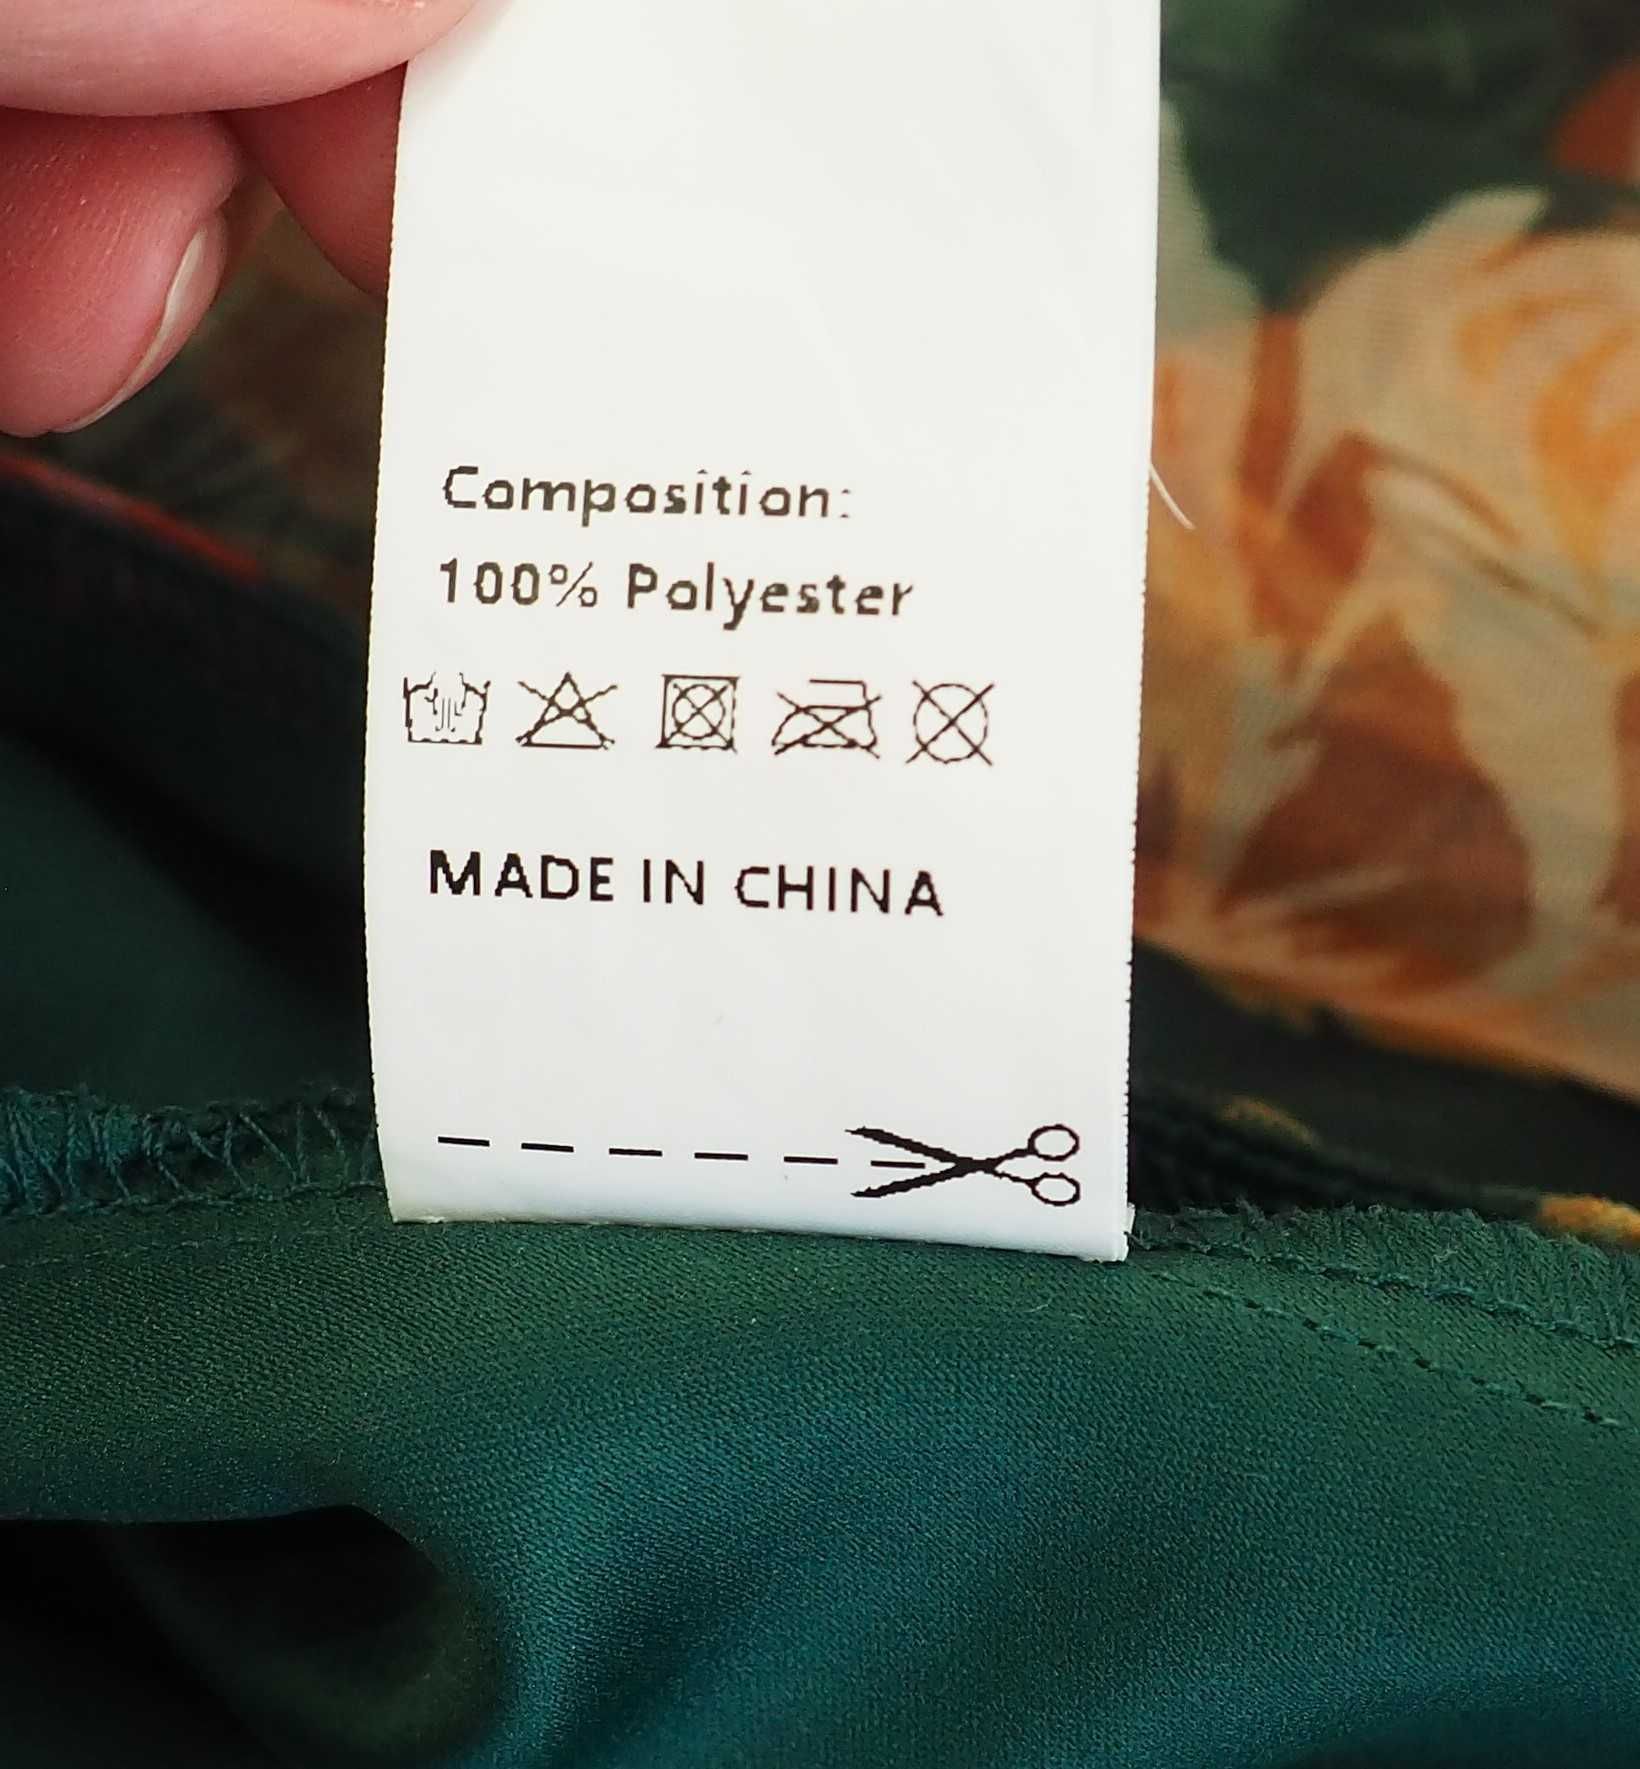 Composition:
100% Polyester
MADE IN CHINA